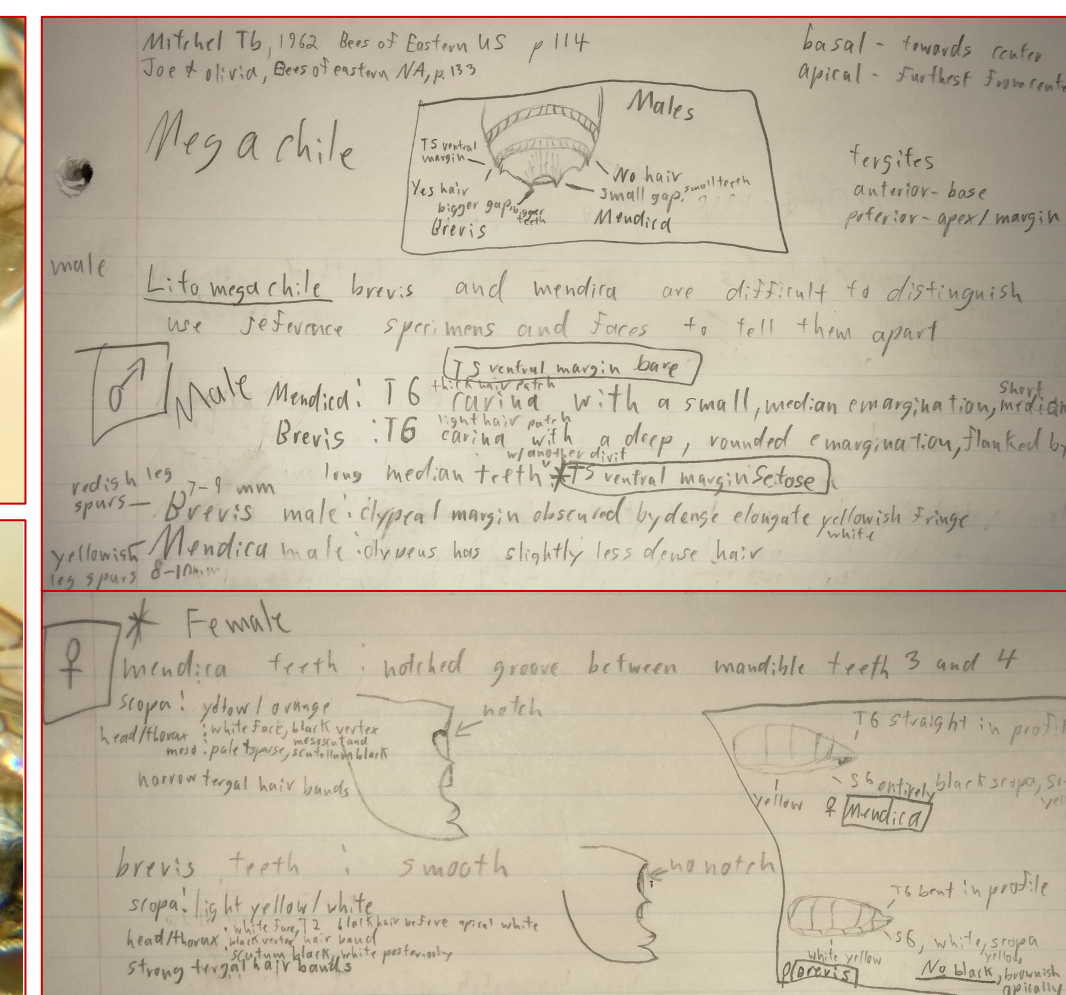 Mitchel Tb, 1962 Bees of Eastern US p 114
Joe & olivia, Bees of eastern NA, p. 133
basal - towards center
apical - furthest from cente
Megachile
Males
T5 ventral margin
Yes hair
bigger gap, bigger teeth
Brevis
No hair
small gap, small teeth
Mendica
tergites
anterior - base
poterior - apex/margin
male
Litomegachile brevis and mendica are difficult to distinguish
use reference specimens and faces to tell them apart
T5 ventral margin bare
♂ Male
thick hair patch
Mendica: T6 carina with a small, median emargination, short median
light hair patch
Brevis: T6 carina with a deep, rounded emargination, flanked by
w/another divit
long median teeth * T5 ventral margin Setose
redish leg spurs— 7-9 mm
Brevis male: clypeal margin obscured by dense elongate yellowish/white fringe
yellowish leg spurs 8-10mm
Mendica male: clypeus has slightly less dense hair
♀ * Female
mendica teeth: notched groove between mandible teeth 3 and 4
scopa: yellow/orange
notch
head/thorax: white face, black vertex
mesoscut and
meso: pale & sparse, scutellum black
narrow tergal hair bands
T6 straight in profil
S6 entirely black scopa, S
yel
yellow
♀ Mendica
brevis teeth: smooth
no notch
scopa: light yellow/white
head/thorax: white face, T2 black hair before apical white
black vertex, hair band
scutum black, white posteriorly
strong tergal hair bands
T6 bent in profile
S6, white, scopa
yellow
white yellow
♀ brevis
No black, brownish
apically